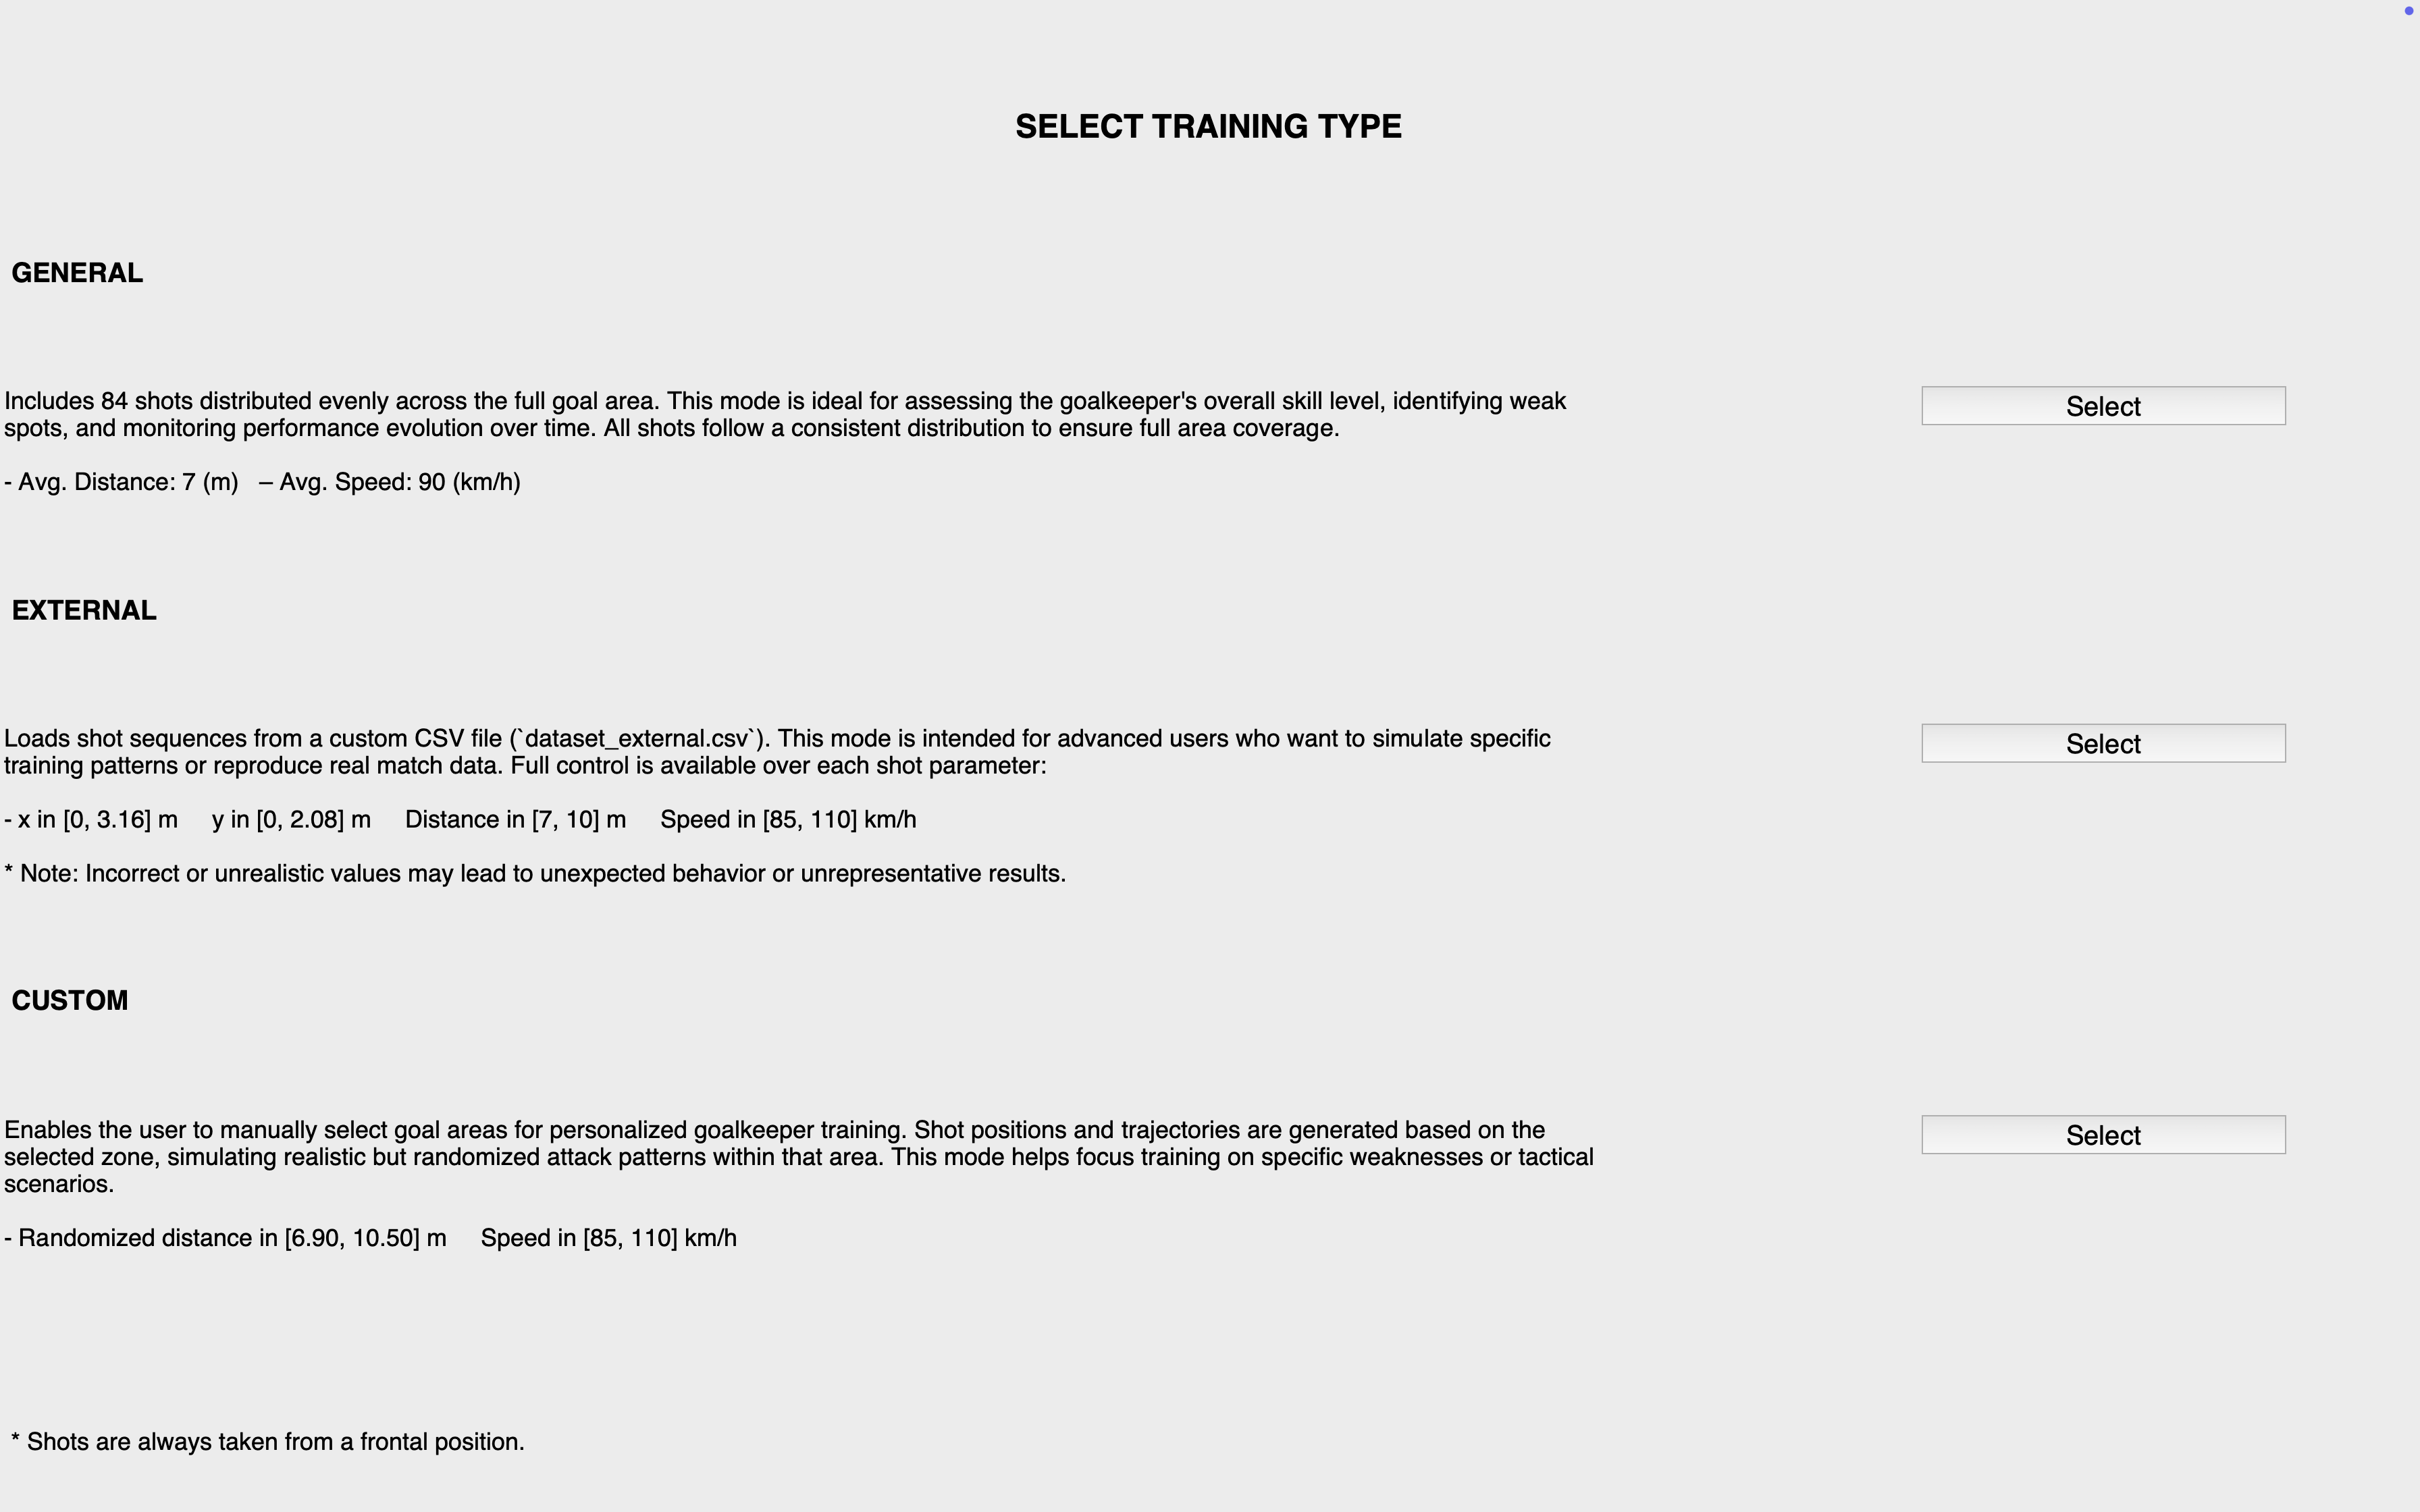 SELECT TRAINING TYPE
GENERAL
Includes 84 shots distributed evenly across the full goal area. This mode is ideal for assessing the goalkeeper's overall skill level, identifying weak
spots, and monitoring performance evolution over time. All shots follow a consistent distribution to ensure full area coverage.
Select
- Avg. Distance: 7 (m)   – Avg. Speed: 90 (km/h)
EXTERNAL
Loads shot sequences from a custom CSV file (`dataset_external.csv`). This mode is intended for advanced users who want to simulate specific
training patterns or reproduce real match data. Full control is available over each shot parameter:
Select
- x in [0, 3.16] m     y in [0, 2.08] m     Distance in [7, 10] m     Speed in [85, 110] km/h
* Note: Incorrect or unrealistic values may lead to unexpected behavior or unrepresentative results.
CUSTOM
Enables the user to manually select goal areas for personalized goalkeeper training. Shot positions and trajectories are generated based on the
selected zone, simulating realistic but randomized attack patterns within that area. This mode helps focus training on specific weaknesses or tactical
scenarios.
Select
- Randomized distance in [6.90, 10.50] m     Speed in [85, 110] km/h
* Shots are always taken from a frontal position.